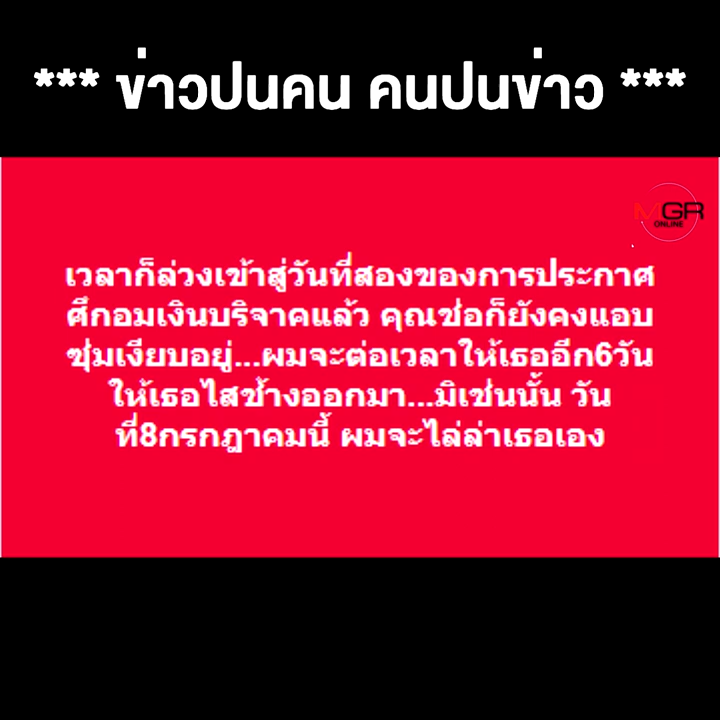 *** ข่าวปนคน คนปนข่าว ***
MGR
ONLINE
เวลาก็ล่วงเข้าสู่วันที่สองของการประกาศ
ศึกอมเงินบริจาคแล้ว คุณช่อก็ยังคงแอบ
ซุ่มเงียบอยู่...ผมจะต่อเวลาให้เธออีก6วัน
ให้เธอไสช้างออกมา...มิเช่นนั้น วัน
ที่8กรกฎาคมนี้ ผมจะไล่ล่าเธอเอง